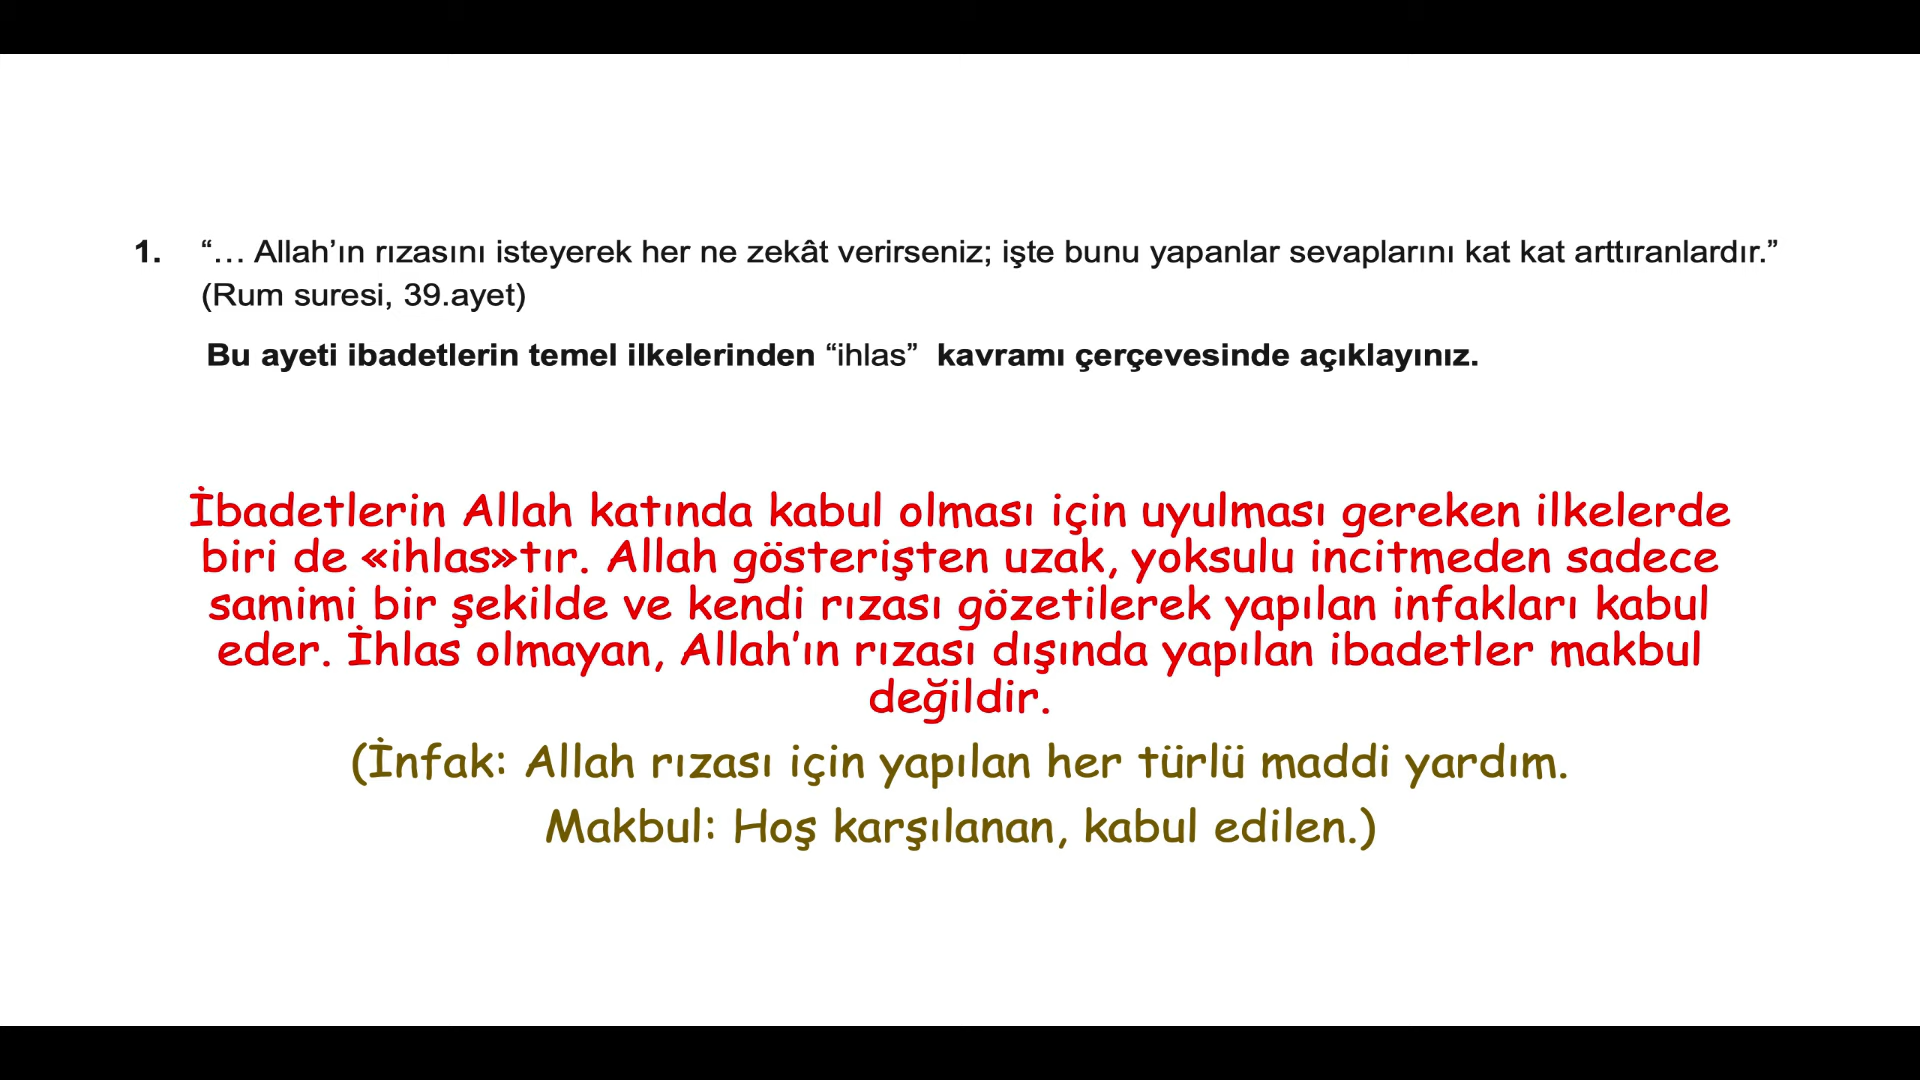 1. “… Allah’ın rızasını isteyerek her ne zekât verirseniz; işte bunu yapanlar sevaplarını kat kat arttıranlardır.”
(Rum suresi, 39.ayet)
Bu ayeti ibadetlerin temel ilkelerinden “ihlas” kavramı çerçevesinde açıklayınız.
İbadetlerin Allah katında kabul olması için uyulması gereken ilkelerde
biri de «ihlas»tır. Allah gösterişten uzak, yoksulu incitmeden sadece
samimi bir şekilde ve kendi rızası gözetilerek yapılan infakları kabul
eder. İhlas olmayan, Allah’ın rızası dışında yapılan ibadetler makbul
değildir.
(İnfak: Allah rızası için yapılan her türlü maddi yardım.
Makbul: Hoş karşılanan, kabul edilen.)